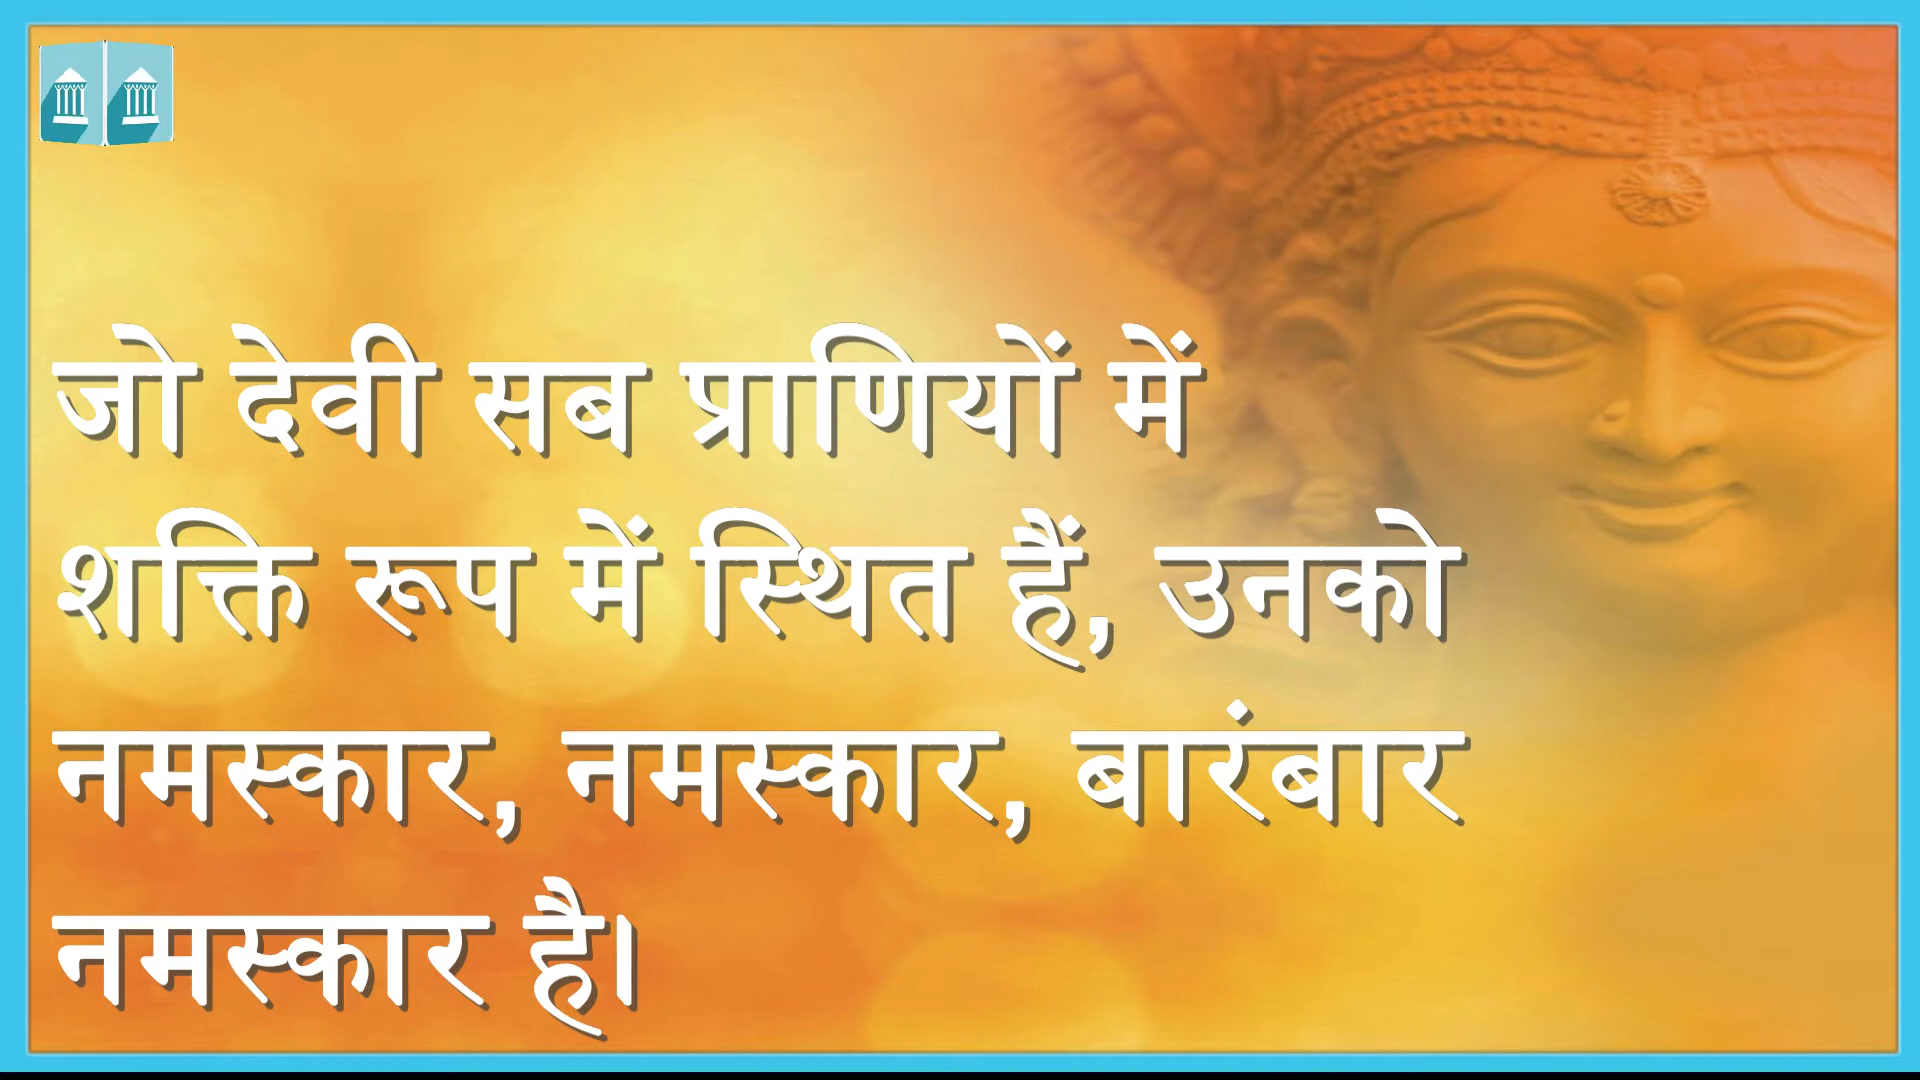 जो देवी सब प्राणियों में
शक्ति रूप में स्थित हैं, उनको
नमस्कार, नमस्कार, बारंबार
नमस्कार है।